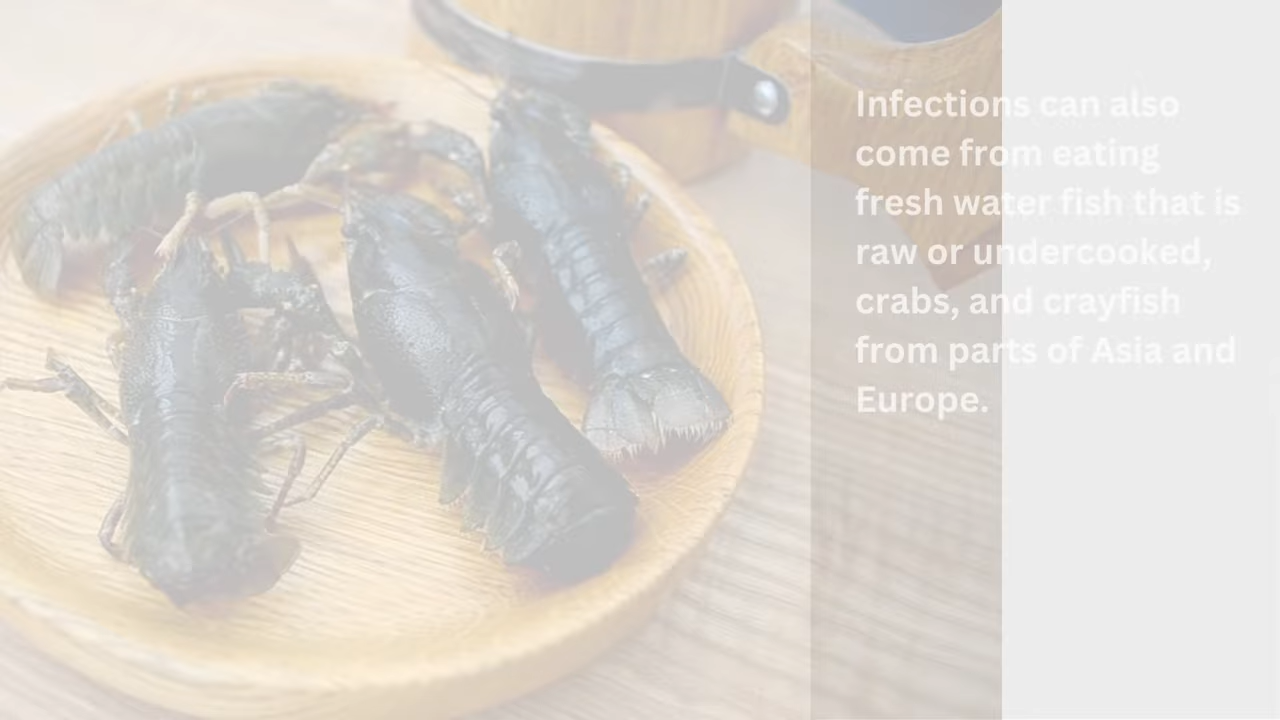 Infections can also
come from eating
fresh water fish that is
raw or undercooked,
crabs, and crayfish
from parts of Asia and
Europe.